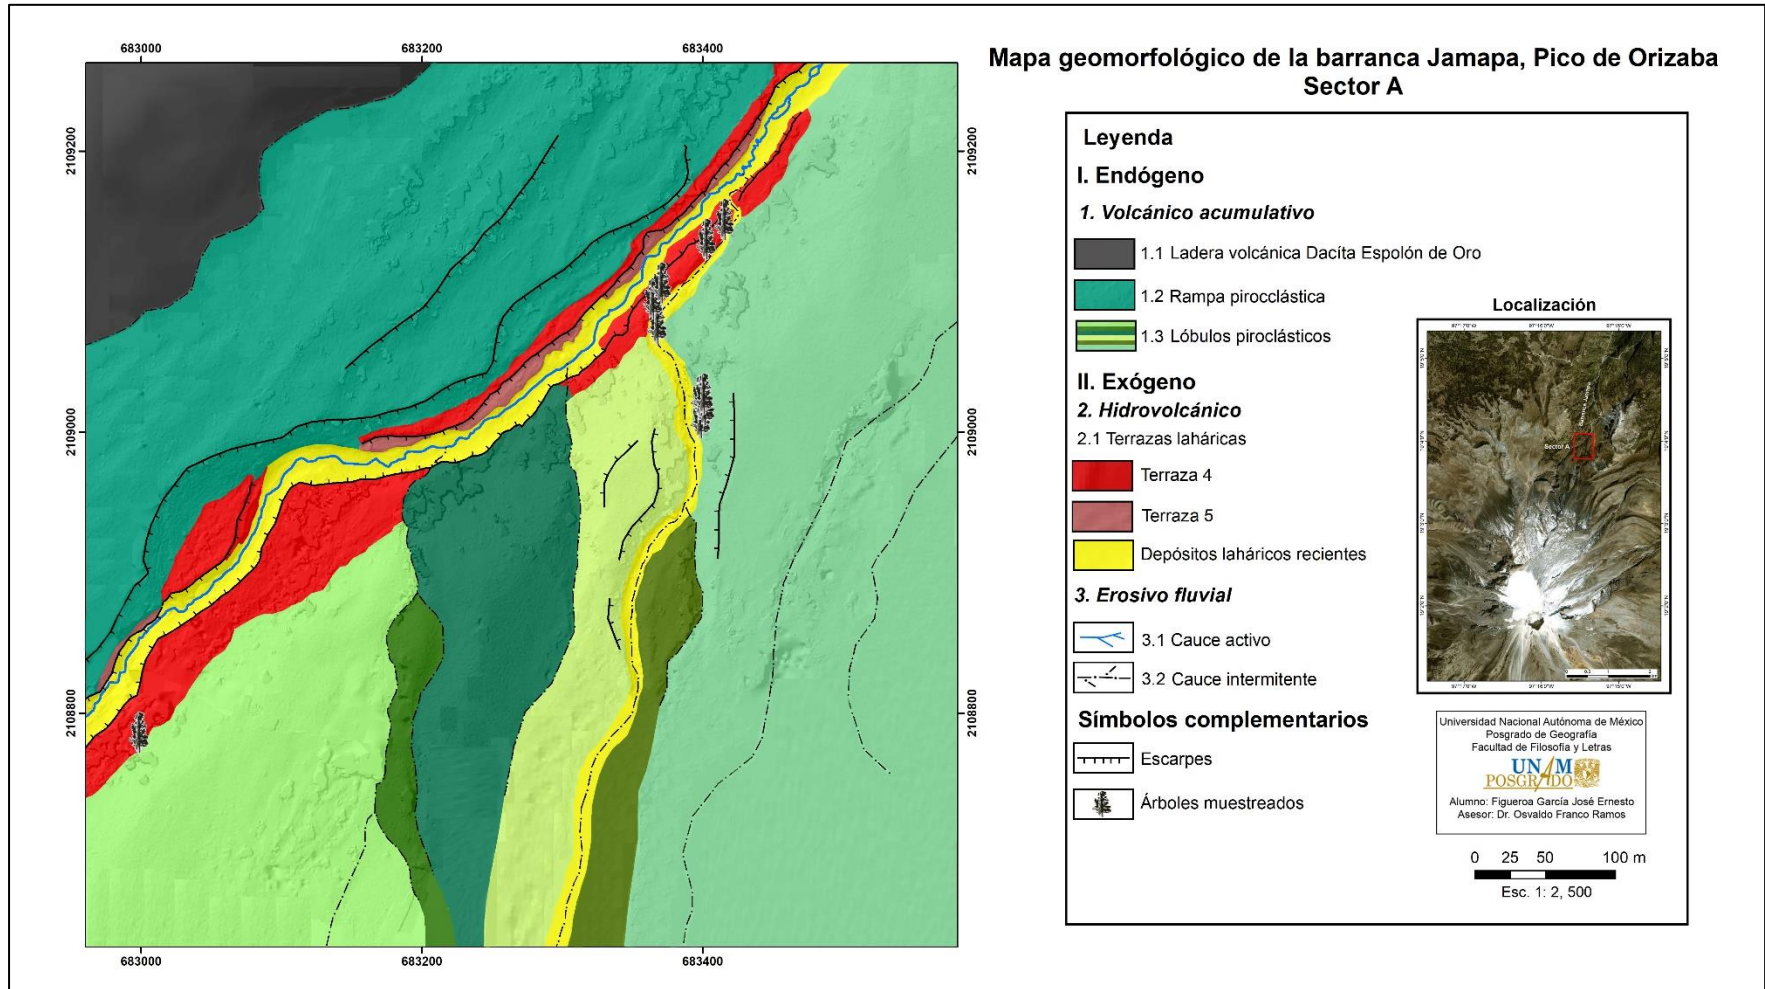 683000
683200
683400
2109200
2109200
2109000
2109000
2108800
2108800
683000
683200
683400
Mapa geomorfológico de la barranca Jamapa, Pico de Orizaba
Sector A
Leyenda
I. Endógeno
1. Volcánico acumulativo
1.1 Ladera volcánica Dacíta Espolón de Oro
1.2 Rampa pirocclástica
1.3 Lóbulos piroclásticos
II. Exógeno
2. Hidrovolcánico
2.1 Terrazas laháricas
Terraza 4
Terraza 5
Depósitos laháricos recientes
3. Erosivo fluvial
3.1 Cauce activo
3.2 Cauce intermitente
Símbolos complementarios
Escarpes
Árboles muestreados
Localización
Barranca Jamapa
Sector A
Universidad Nacional Autónoma de México
Posgrado de Geografía
Facultad de Filosofía y Letras
UNAM
POSGRADO
Alumno: Figueroa García José Ernesto
Asesor: Dr. Osvaldo Franco Ramos
0 25 50 100 m
Esc. 1: 2, 500